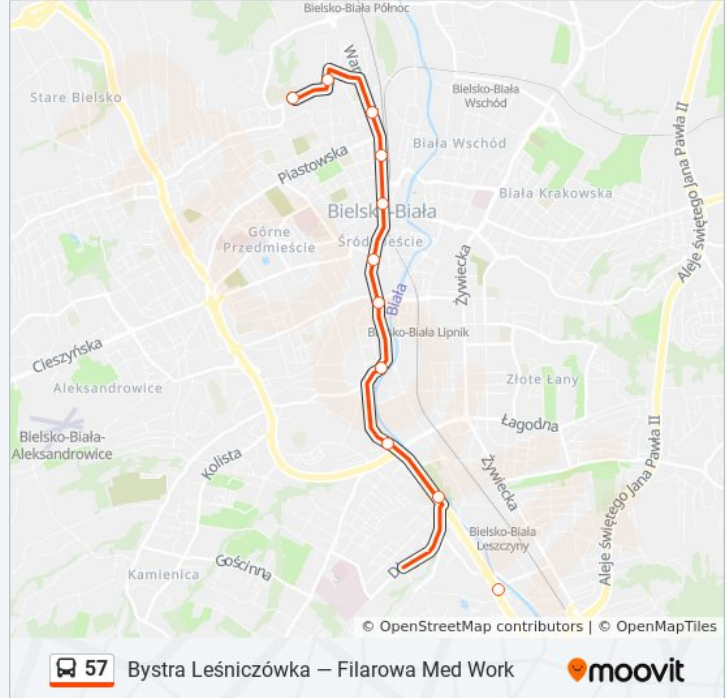 Bielsko-Biała Północ
Stare Bielsko
Bielsko-Biała
Wschód
Biała Wschód
Piastowska
Biała Krakowska
Bielsko-Biała
Górne
Przedmieście
Śródmieście
Żywiecka
Aleje świętego Jana Pawła II
Biała
Bielsko-Biała Lipnik
Cieszyńska
Aleksandrowice
Złote Łany
Łagodna
Bielsko-Biała-
Aleksandrowice
Kolista
Żywiecka
Aleje świętego Jana Pawła II
Bielsko-Biała
Leszczyny
Gościnna
Kamienica
© OpenStreetMap contributors | © OpenMapTiles
57 Bystra Leśniczówka — Filarowa Med Work
moovit